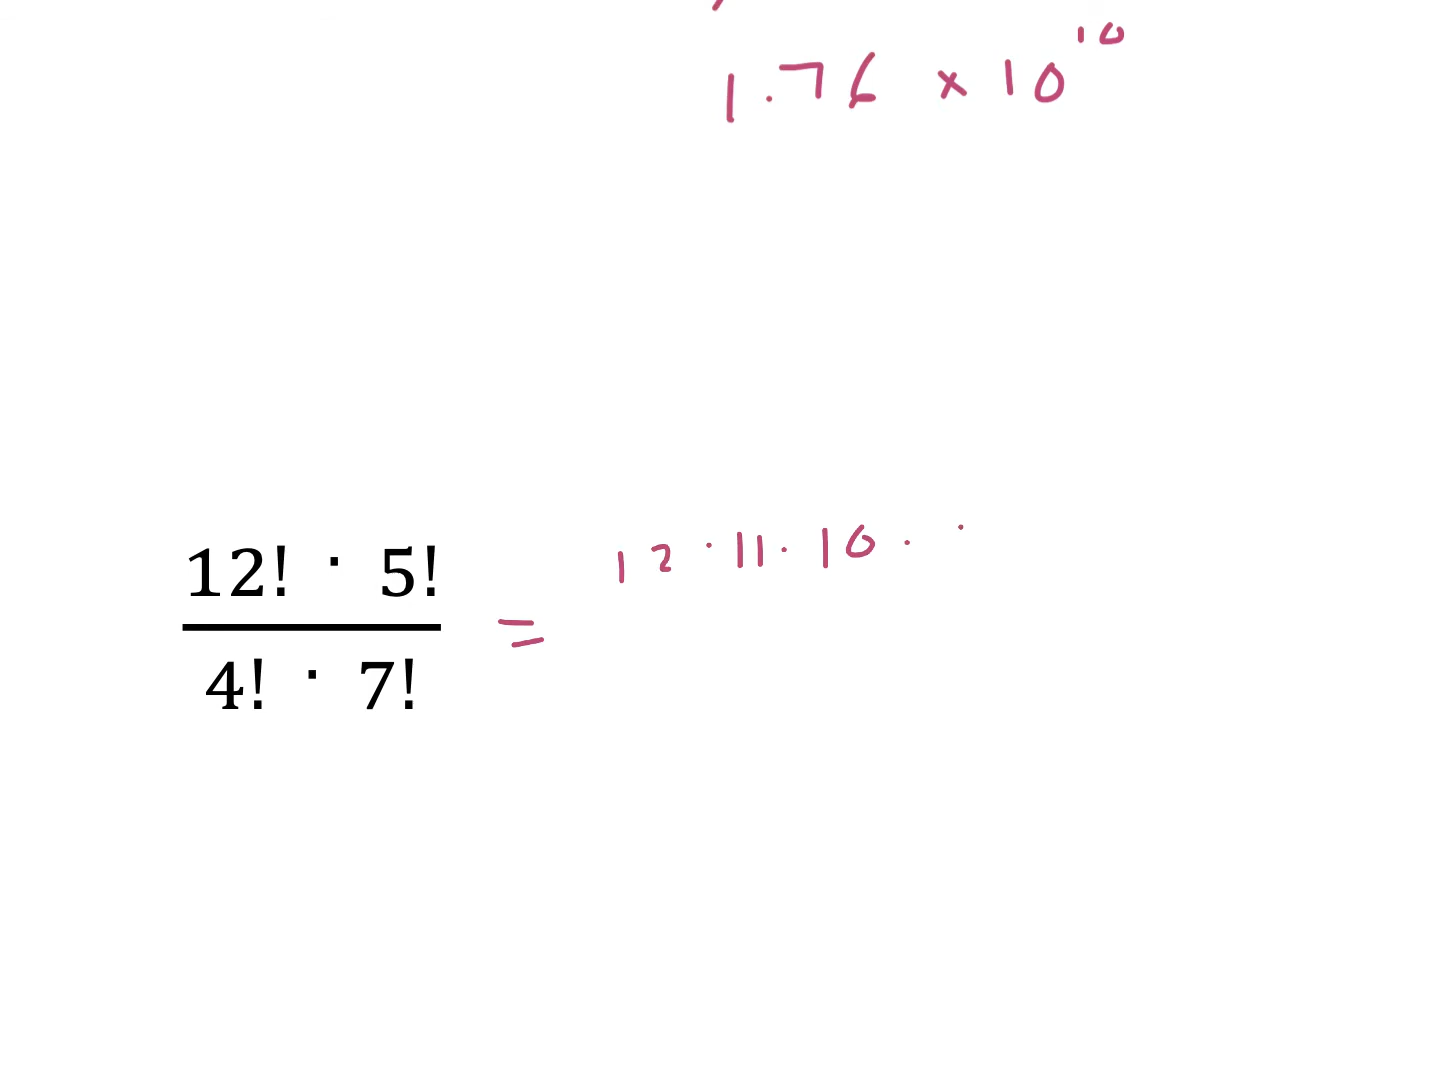 1.76 × 10¹⁰
12! · 5!
4! · 7!
= 12 · 11 · 10 · ·